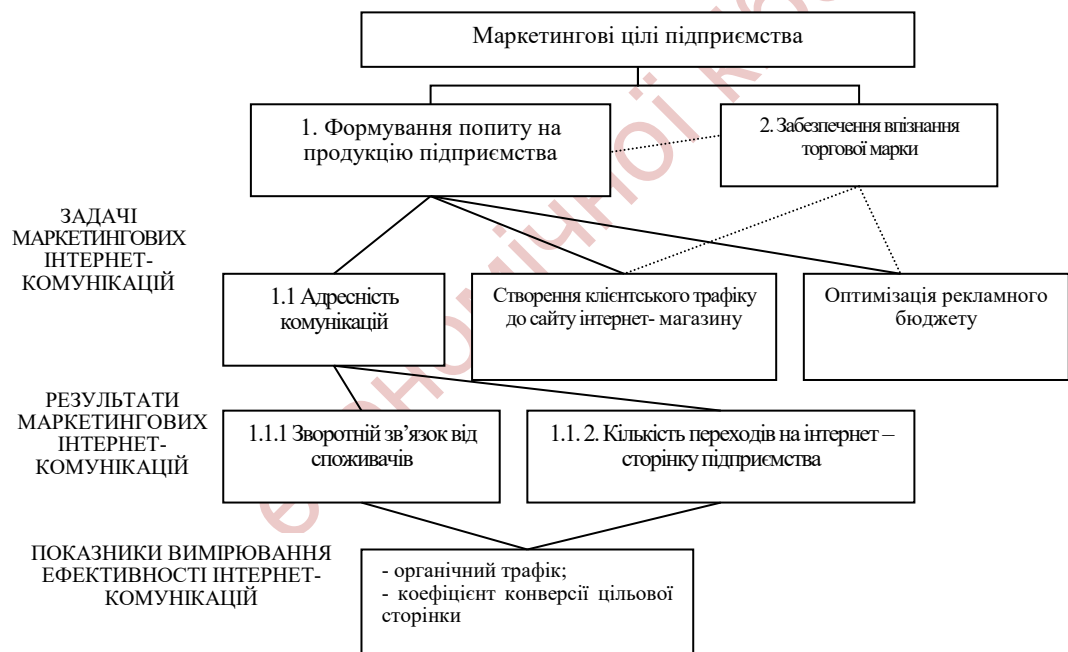 Маркетингові цілі підприємства
1. Формування попиту на
продукцію підприємства
2. Забезпечення впізнання
торгової марки
ЗАДАЧІ
МАРКЕТИНГОВИХ
ІНТЕРНЕТ-
КОМУНІКАЦІЙ
1.1 Адресність
комунікацій
Створення клієнтського трафіку
до сайту інтернет- магазину
Оптимізація рекламного
бюджету
РЕЗУЛЬТАТИ
МАРКЕТИНГОВИХ
ІНТЕРНЕТ-
КОМУНІКАЦІЙ
1.1.1 Зворотній зв’язок від
споживачів
1.1. 2. Кількість переходів на інтернет –
сторінку підприємства
ПОКАЗНИКИ ВИМІРЮВАННЯ
ЕФЕКТИВНОСТІ ІНТЕРНЕТ-
КОМУНІКАЦІЙ
- органічний трафік;
- коефіцієнт конверсії цільової
сторінки